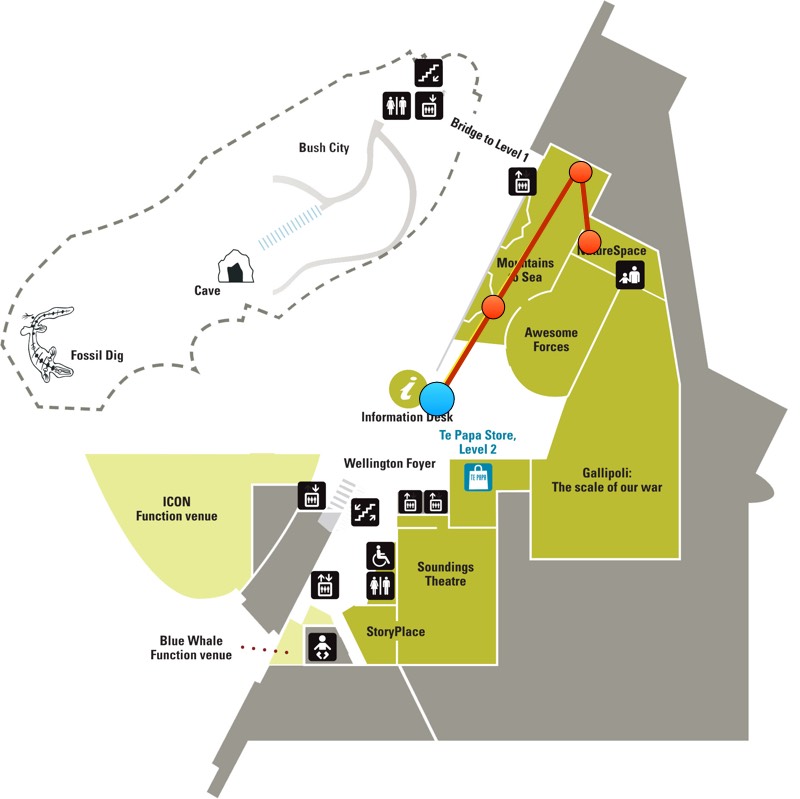 Bush City
Bridge to Level 1
Cave
Fossil Dig
NatureSpace
Mountains
to Sea
Awesome
Forces
i
Information Desk
Te Papa Store,
Level 2
TE PAPA
Wellington Foyer
ICON
Function venue
Gallipoli:
The scale of our war
Soundings
Theatre
StoryPlace
Blue Whale
Function venue